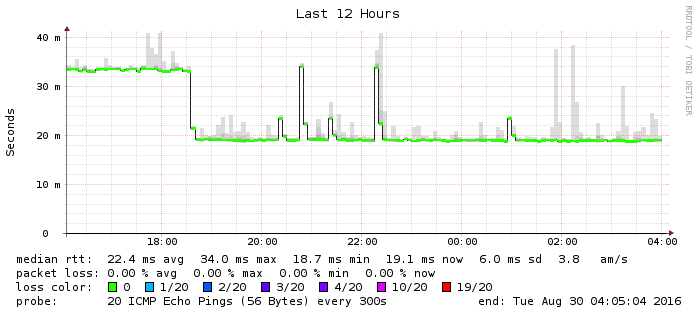 Last 12 Hours
RRDTOOL / TOBI OETIKER
Seconds
40 m
30 m
20 m
10 m
0
18:00 20:00 22:00 00:00 02:00 04:00
median rtt: 22.4 ms avg 34.0 ms max 18.7 ms min 19.1 ms now 6.0 ms sd 3.8 am/s
packet loss: 0.00 % avg 0.00 % max 0.00 % min 0.00 % now
loss color: 0 1/20 2/20 3/20 4/20 10/20 19/20
probe: 20 ICMP Echo Pings (56 Bytes) every 300s end: Tue Aug 30 04:05:04 2016